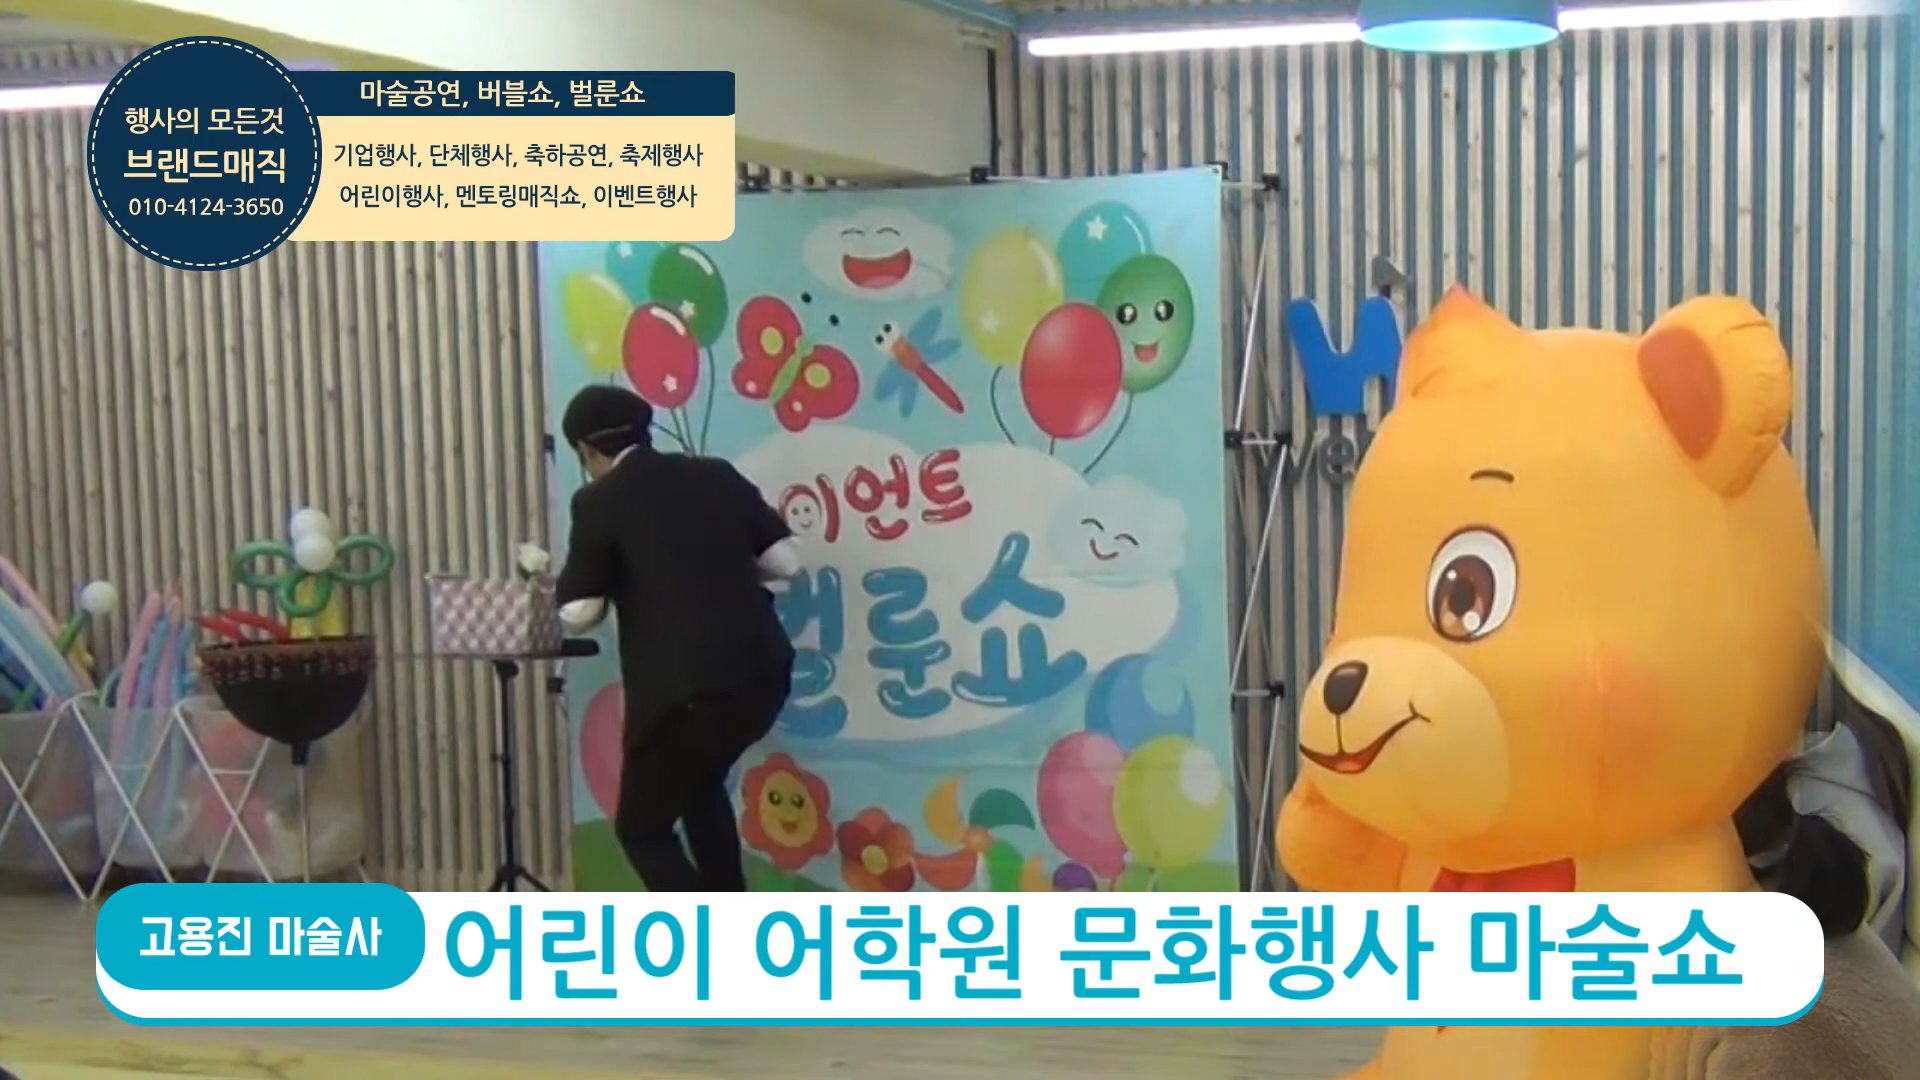 마술공연, 버블쇼, 벌룬쇼
행사의 모든것
브랜드매직
010-4124-3650
기업행사, 단체행사, 축하공연, 축제행사
어린이행사, 멘토링매직쇼, 이벤트행사
이언트
벌룬쇼
고용진 마술사
어린이 어학원 문화행사 마술쇼